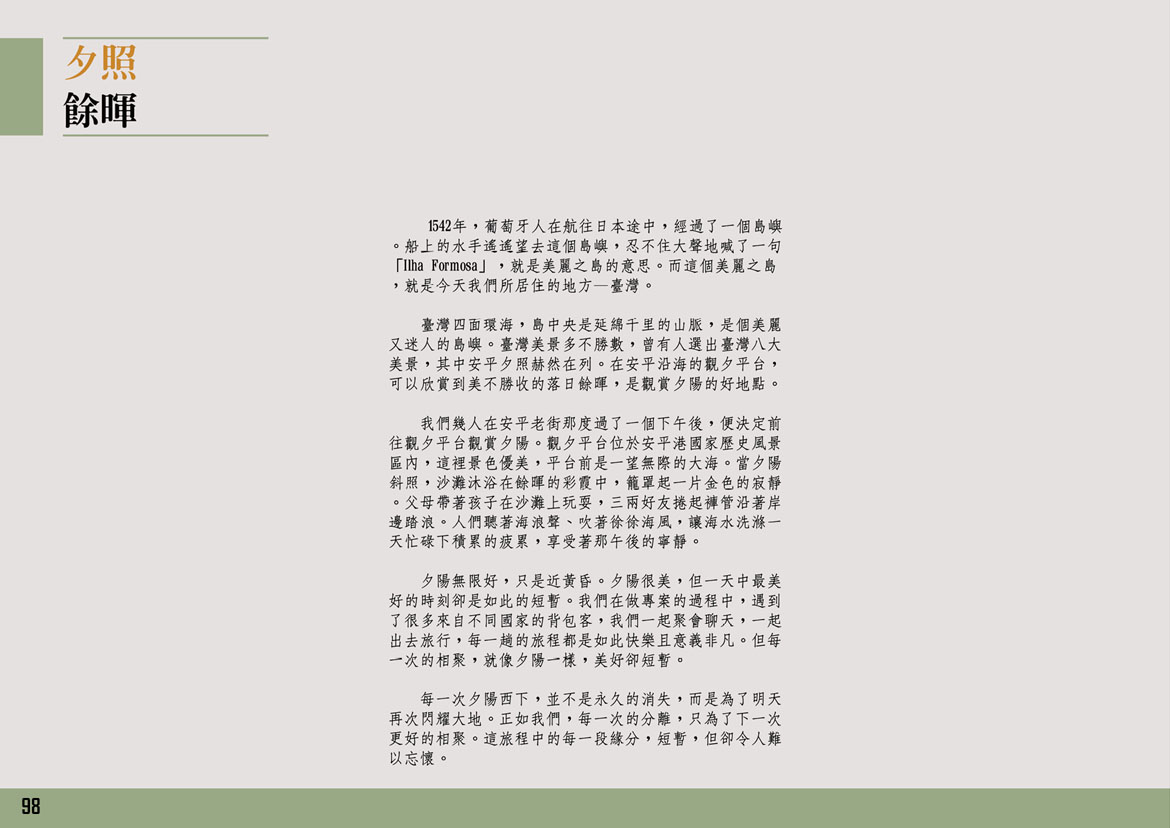 夕照
餘暉
1542年，葡萄牙人在航往日本途中，經過了一個島嶼
。船上的水手遙遙望去這個島嶼，忍不住大聲地喊了一句
「Ilha Formosa」，就是美麗之島的意思。而這個美麗之島
，就是今天我們所居住的地方—臺灣。
臺灣四面環海，島中央是延綿千里的山脈，是個美麗
又迷人的島嶼。臺灣美景多不勝數，曾有人選出臺灣八大
美景，其中安平夕照赫然在列。在安平沿海的觀夕平台，
可以欣賞到美不勝收的落日餘暉，是觀賞夕陽的好地點。
我們幾人在安平老街那度過了一個下午後，便決定前
往觀夕平台觀賞夕陽。觀夕平台位於安平港國家歷史風景
區內，這裡景色優美，平台前是一望無際的大海。當夕陽
斜照，沙灘沐浴在餘暉的彩霞中，籠罩起一片金色的寂靜
。父母帶著孩子在沙灘上玩耍，三兩好友捲起褲管沿著岸
邊踏浪。人們聽著海浪聲、吹著徐徐海風，讓海水洗滌一
天忙碌下積累的疲累，享受著那午後的寧靜。
夕陽無限好，只是近黃昏。夕陽很美，但一天中最美
好的時刻卻是如此的短暫。我們在做專案的過程中，遇到
了很多來自不同國家的背包客，我們一起聚會聊天，一起
出去旅行，每一趟的旅程都是如此快樂且意義非凡。但每
一次的相聚，就像夕陽一樣，美好卻短暫。
每一次夕陽西下，並不是永久的消失，而是為了明天
再次閃耀大地。正如我們，每一次的分離，只為了下一次
更好的相聚。這旅程中的每一段緣分，短暫，但卻令人難
以忘懷。
98